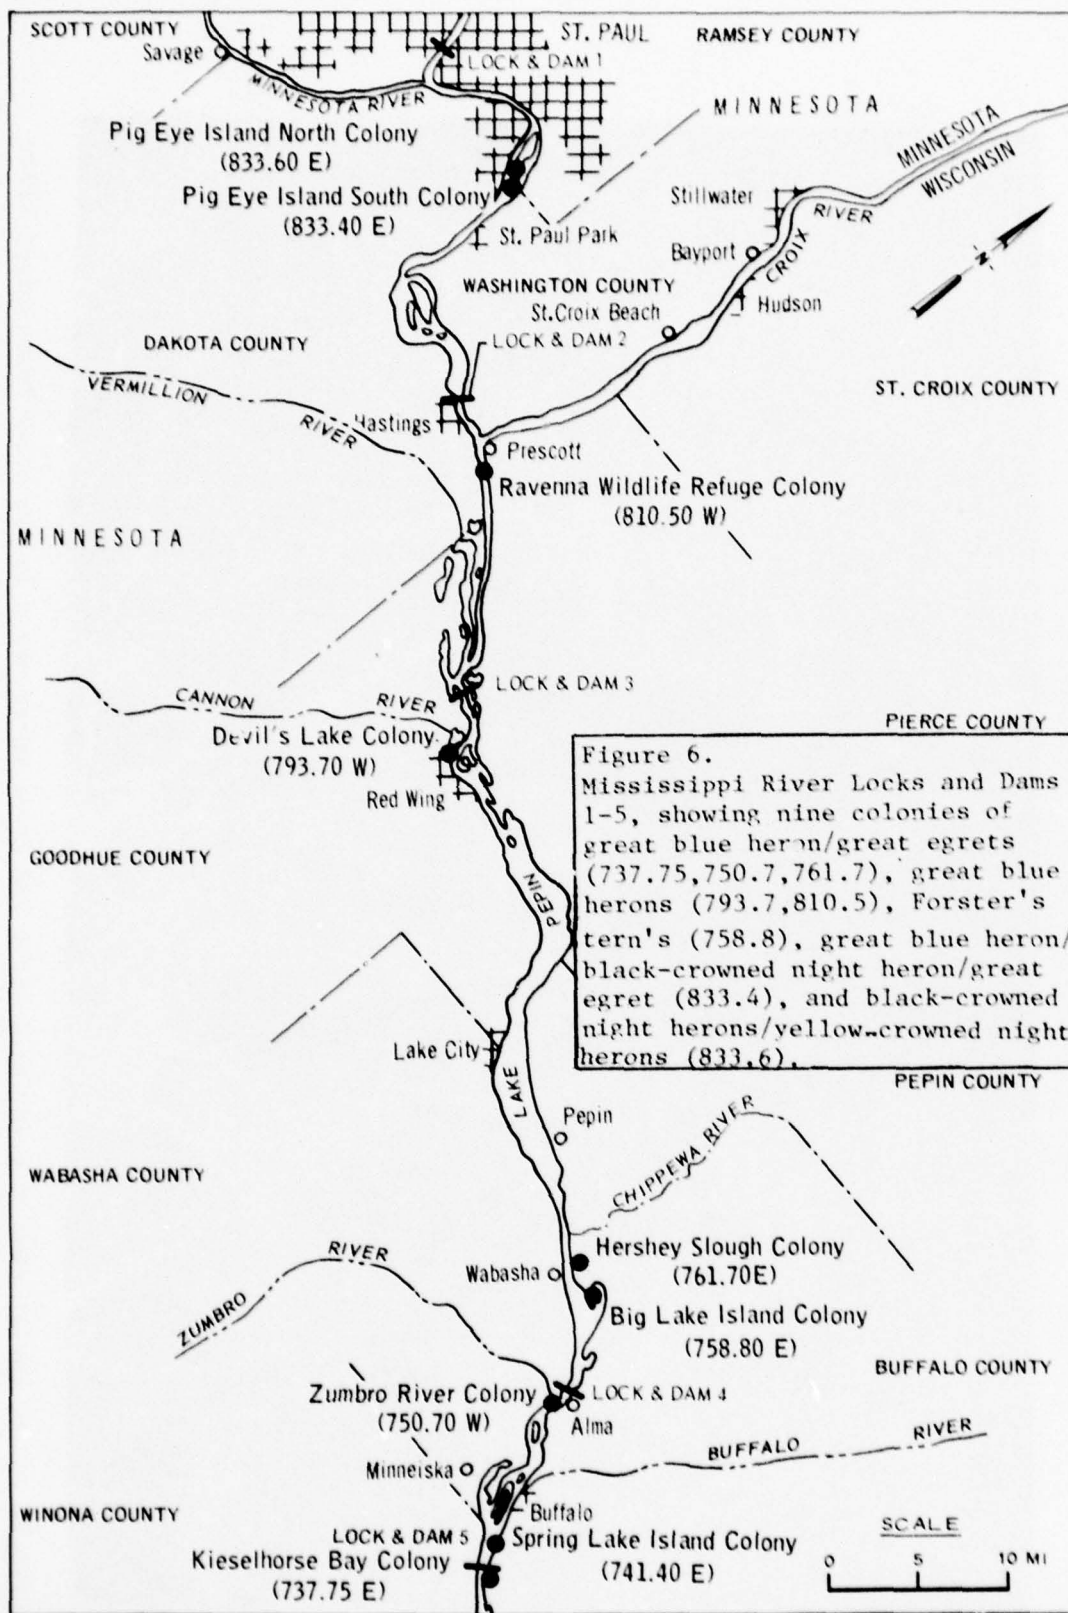 SCOTT COUNTY
ST. PAUL
RAMSEY COUNTY
Savage
LOCK & DAM 1
MINNESOTA RIVER
MINNESOTA
Pig Eye Island North Colony
(833.60 E)
MINNESOTA
WISCONSIN
Pig Eye Island South Colony
(833.40 E)
Stillwater
RIVER
St. Paul Park
Bayport
CROIX
N
WASHINGTON COUNTY
Hudson
St.Croix Beach
DAKOTA COUNTY
LOCK & DAM 2
VERMILLION
RIVER
ST. CROIX COUNTY
Hastings
Prescott
Ravenna Wildlife Refuge Colony
(810.50 W)
MINNESOTA
LOCK & DAM 3
CANNON RIVER
PIERCE COUNTY
Devil's Lake Colony
(793.70 W)
Red Wing
Figure 6.
Mississippi River Locks and Dams
1-5, showing nine colonies of
great blue heron/great egrets
(737.75,750.7,761.7), great blue
herons (793.7,810.5), Forster's
tern's (758.8), great blue heron/
black-crowned night heron/great
egret (833.4), and black-crowned
night herons/yellow-crowned night
herons (833.6).
GOODHUE COUNTY
PEPIN
Lake City
LAKE
PEPIN COUNTY
Pepin
CHIPPEWA RIVER
WABASHA COUNTY
RIVER
ZUMBRO
Hershey Slough Colony
(761.70E)
Wabasha
Big Lake Island Colony
(758.80 E)
BUFFALO COUNTY
Zumbro River Colony
(750.70 W)
LOCK & DAM 4
Alma
BUFFALO RIVER
Minneiska
Buffalo
WINONA COUNTY
LOCK & DAM 5
Spring Lake Island Colony
(741.40 E)
Kieselhorse Bay Colony
(737.75 E)
SCALE
0 5 10 MI